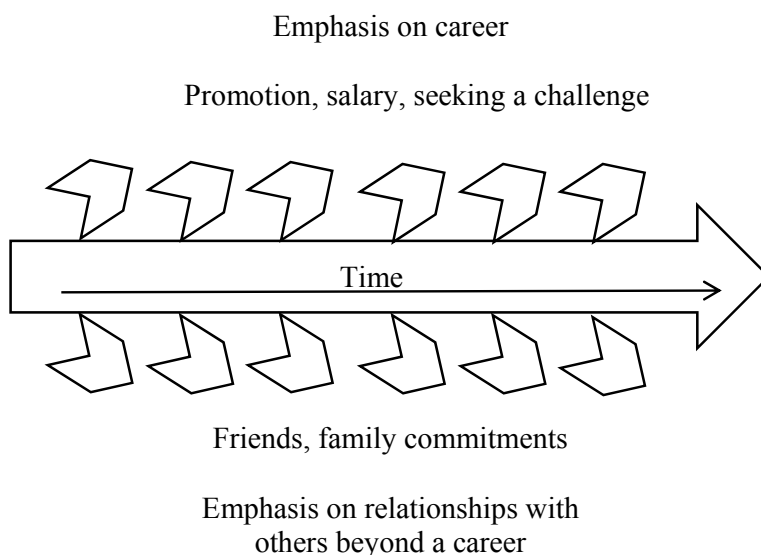 Emphasis on career
Promotion, salary, seeking a challenge
Time
Friends, family commitments
Emphasis on relationships with
others beyond a career